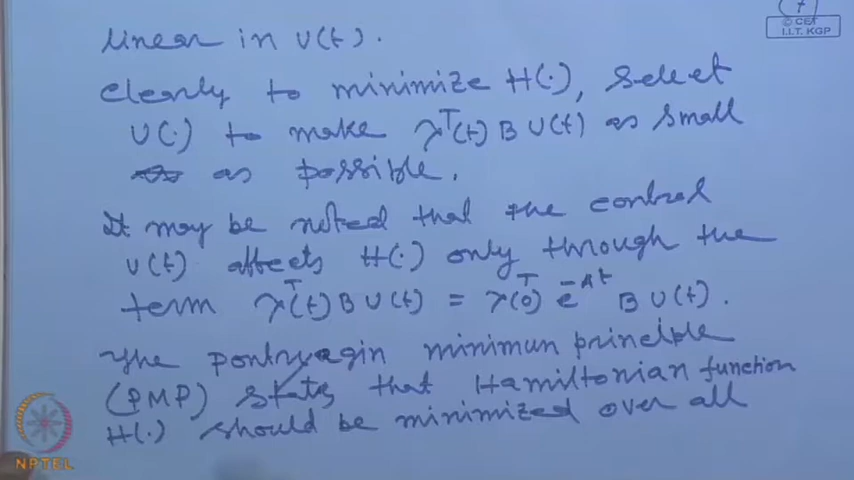 7
© CET
I.I.T. KGP
linear in U(t).
Clearly to minimize H(·), select
U(·) to make λᵀ(t) B U(t) as small
as possible.
It may be noted that the control
U(t) affects H(·) only through the
term λᵀ(t) B U(t) = λᵀ(0) e^{-At} B U(t).
The pontryagin minimum principle
(PMP) states that Hamiltonian function
H(·) should be minimized over all
NPTEL